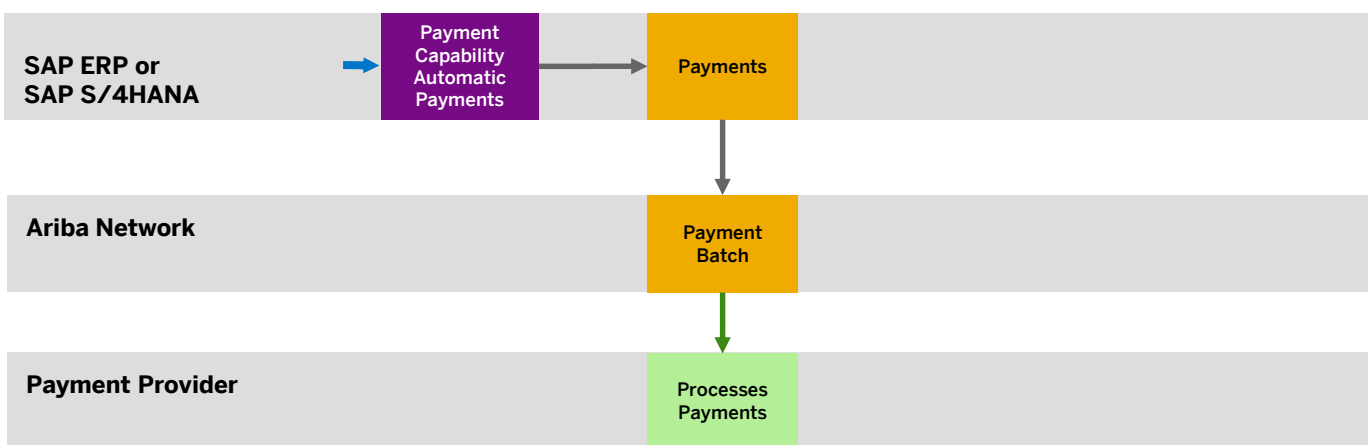 SAP ERP or
SAP S/4HANA
Payment
Capability
Automatic
Payments
Payments
Ariba Network
Payment
Batch
Payment Provider
Processes
Payments